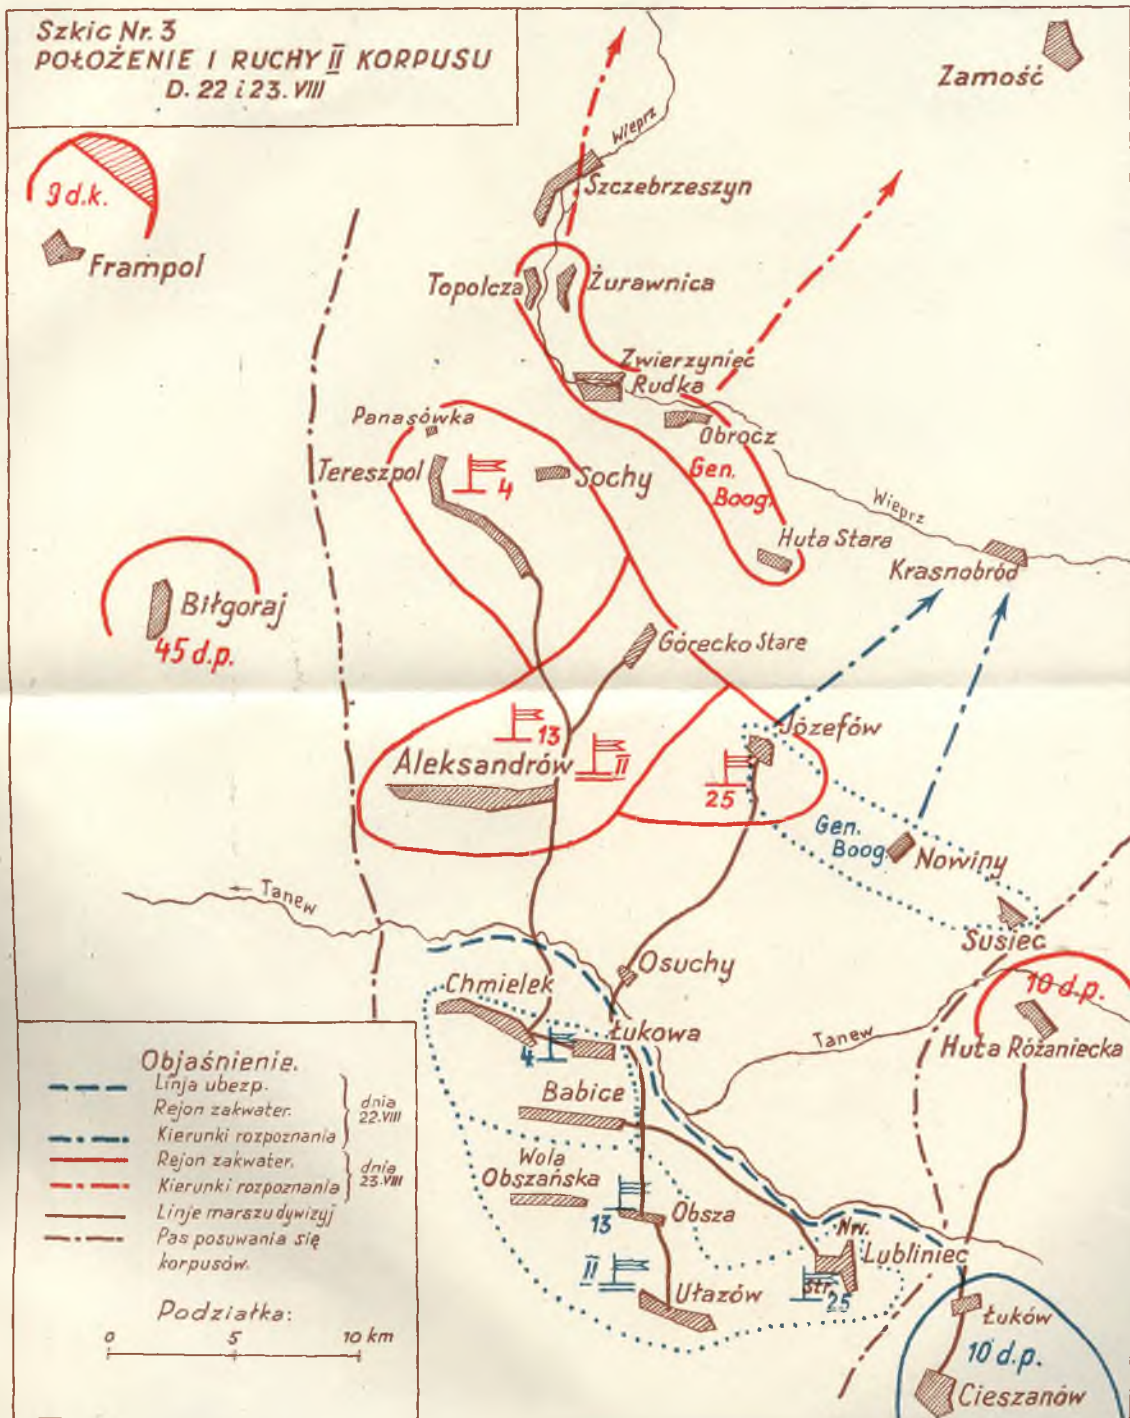 Szkic Nr. 3
POŁOŻENIE I RUCHY II KORPUSU
D. 22 i 23. VIII
Zamość
Wieprz
Szczebrzeszyn
9 d.k.
Frampol
Topolcza
Żurawnica
Zwierzyniec
Rudka
Panasówka
Obrocz
Tereszpol
4
Sochy
Gen.
Boog.
Wieprz
Huta Stara
Krasnobród
Biłgoraj
45 d.p.
Górecko Stare
13
Józefów
Aleksandrów
II
25
Gen.
Boog.
Nowiny
Tanew
Susiec
Osuchy
Chmielek
10 d.p.
Łukowa
4
Tanew
Huta Różaniecka
Babice
Wola
Obszańska
13
Obsza
Nw.
Lubliniec
II
Ułazów
str.
25
Łuków
10 d.p.
Cieszanów
Objaśnienie.
Linja ubezp.
Rejon zakwater.
Kierunki rozpoznania
dnia
22.VIII
Rejon zakwater.
Kierunki rozpoznania
dnia
23.VIII
Linje marszu dywizyj
Pas posuwania się
korpusów.
Podziałka:
0 5 10 km